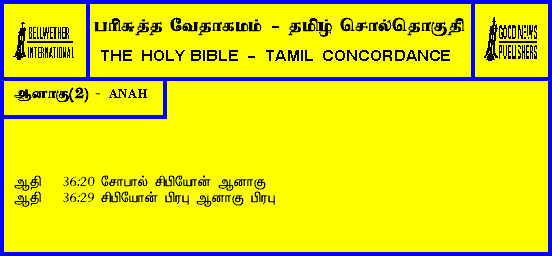 BELLWETHER
INTERNATIONAL
பரிசுத்த வேதாகமம் - தமிழ் சொல்தொகுதி
THE HOLY BIBLE - TAMIL CONCORDANCE
GOOD NEWS
PUBLISHERS
ஆனாகு(2) - ANAH
ஆதி 36:20 சோபால் சிபியோன் ஆனாகு
ஆதி 36:29 சிபியோன் பிரபு ஆனாகு பிரபு